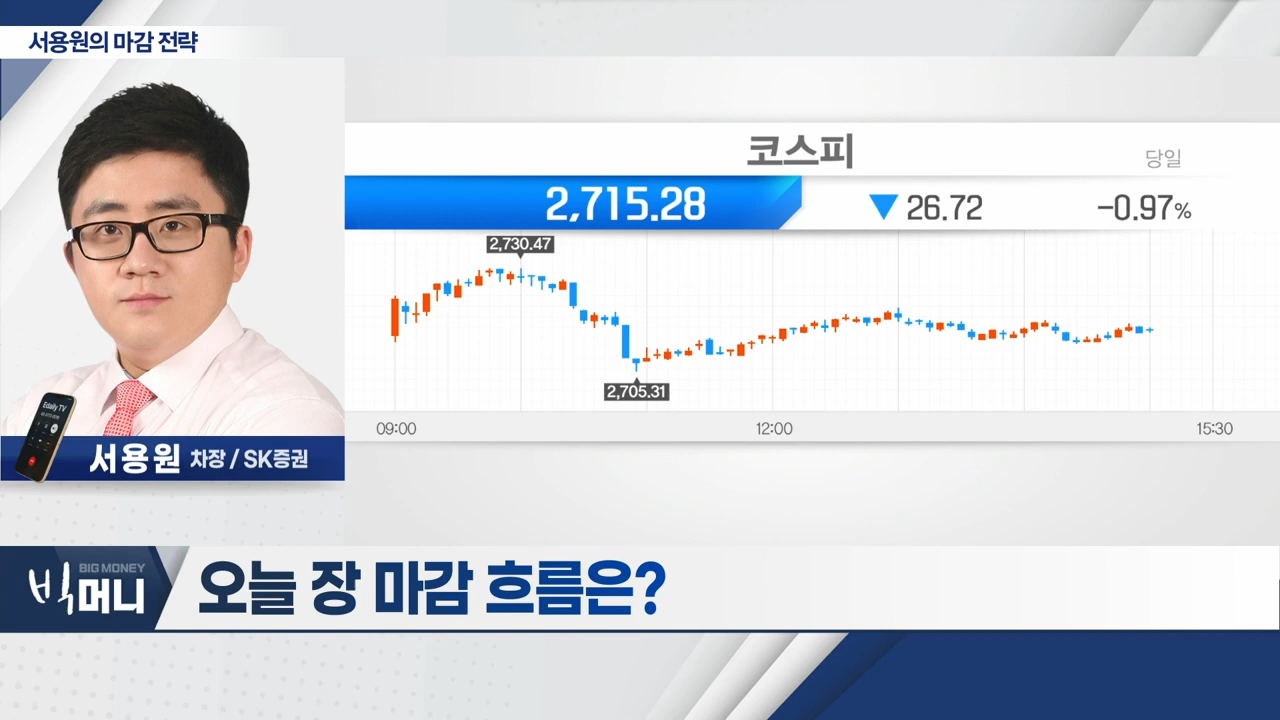 서용원의 마감 전략
코스피
당일
2,715.28
▼ 26.72
-0.97%
2,730.47
2,705.31
09:00
12:00
15:30
Edaily TV
서용원 차장 / SK증권
BIG MONEY
빅머니
오늘 장 마감 흐름은?